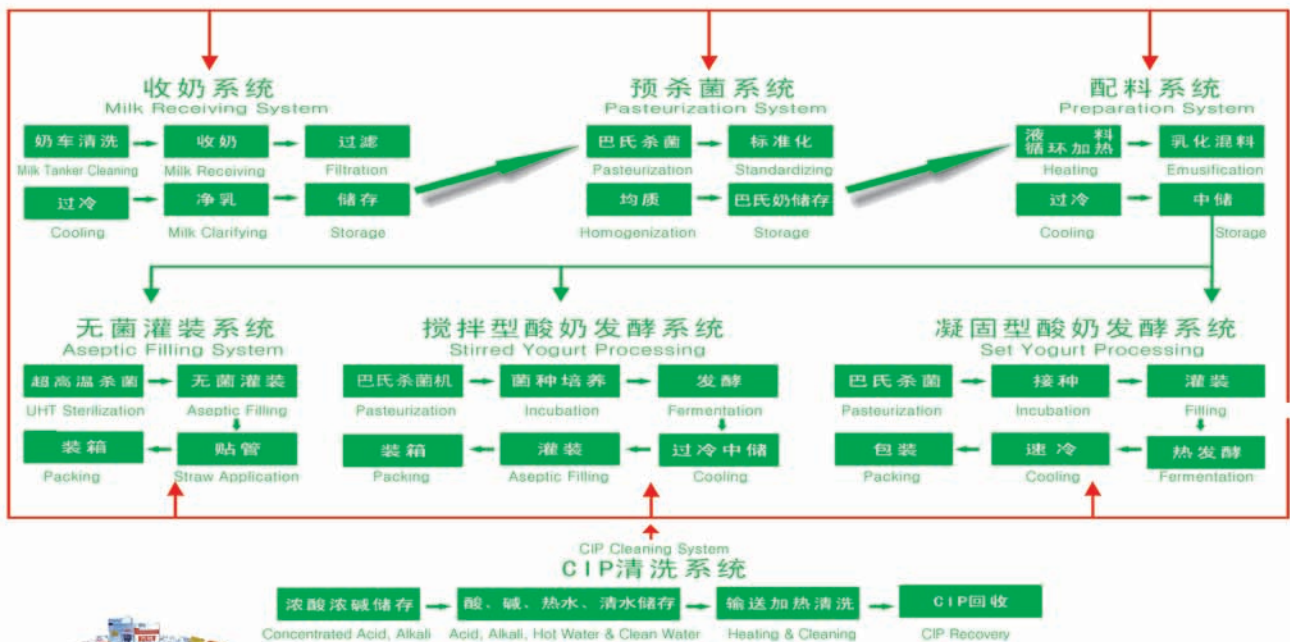 收奶系统
Milk Receiving System
奶车清洗 收奶 过滤
Milk Tanker Cleaning Milk Receiving Filtration
过冷 净乳 储存
Cooling Milk Clarifying Storage
预杀菌系统
Pasteurization System
巴氏杀菌 标准化
Pasteurization Standardizing
均质 巴氏奶储存
Homogenization Storage
配料系统
Preparation System
液料循环加热 乳化混料
Heating Emusification
过冷 中储
Cooling Storage
无菌灌装系统
Aseptic Filling System
超高温杀菌 无菌灌装
UHT Sterilization Aseptic Filling
装箱 贴管
Packing Straw Application
搅拌型酸奶发酵系统
Stirred Yogurt Processing
巴氏杀菌机 菌种培养 发酵
Pasteurization Incubation Fermentation
装箱 灌装 过冷中储
Packing Aseptic Filling Cooling
凝固型酸奶发酵系统
Set Yogurt Processing
巴氏杀菌 接种 灌装
Pasteurization Incubation Filling
包装 速冷 热发酵
Packing Cooling Fermentation
CIP Cleaning System
CIP清洗系统
浓酸浓碱储存 酸、碱、热水、清水储存 输送加热清洗 CIP回收
Concentrated Acid, Alkali Acid, Alkali, Hot Water & Clean Water Heating & Cleaning CIP Recovery